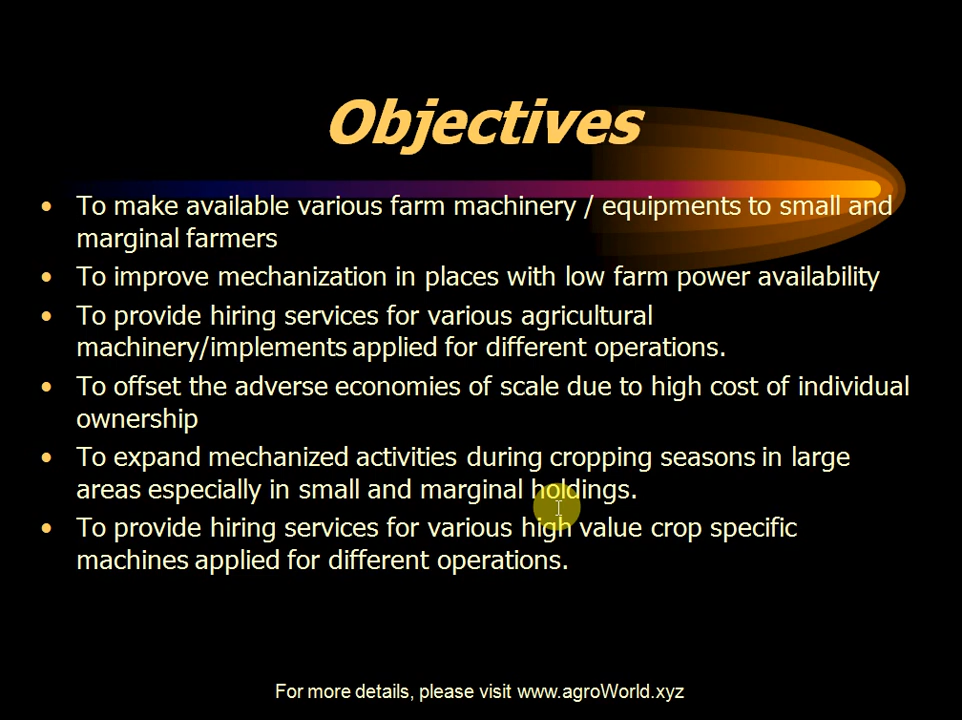 Objectives
• To make available various farm machinery / equipments to small and
marginal farmers
• To improve mechanization in places with low farm power availability
• To provide hiring services for various agricultural
machinery/implements applied for different operations.
• To offset the adverse economies of scale due to high cost of individual
ownership
• To expand mechanized activities during cropping seasons in large
areas especially in small and marginal holdings.
• To provide hiring services for various high value crop specific
machines applied for different operations.
For more details, please visit www.agroWorld.xyz